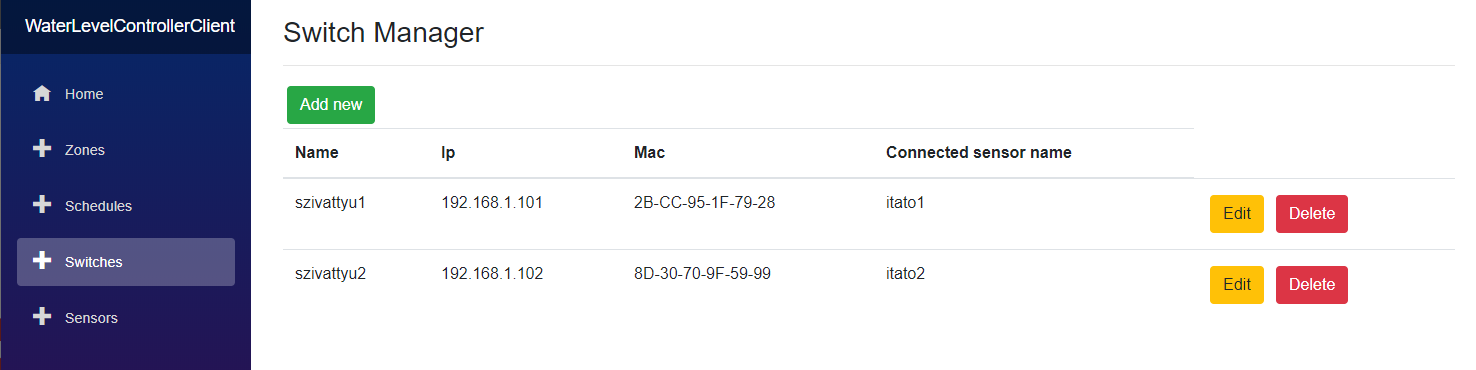 WaterLevelControllerClient
Home
Zones
Schedules
Switches
Sensors
Switch Manager
Add new
Name Ip Mac Connected sensor name
szivattyu1 192.168.1.101 2B-CC-95-1F-79-28 itato1 Edit Delete
szivattyu2 192.168.1.102 8D-30-70-9F-59-99 itato2 Edit Delete